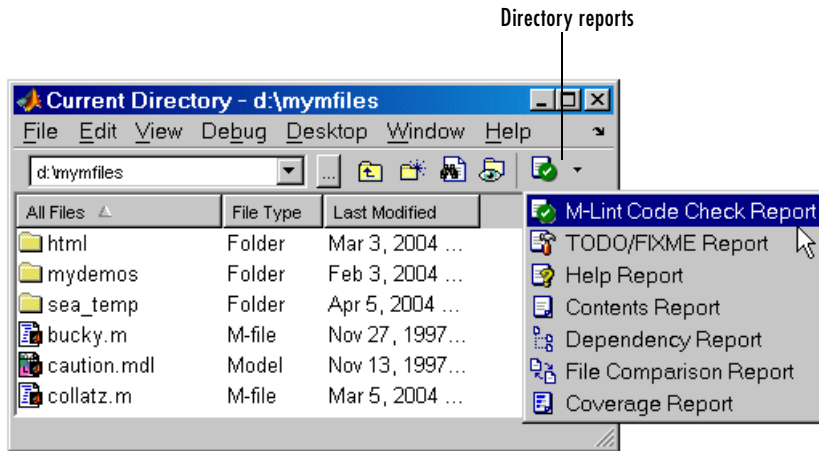 Directory reports
Current Directory - d:\mymfiles
File Edit View Debug Desktop Window Help
d:\mymfiles ...
All Files File Type Last Modified
html Folder Mar 3, 2004 ...
mydemos Folder Feb 3, 2004 ...
sea_temp Folder Apr 5, 2004 ...
bucky.m M-file Nov 27, 1997...
caution.mdl Model Nov 13, 1997...
collatz.m M-file Mar 5, 2004 ...
M-Lint Code Check Report
TODO/FIXME Report
Help Report
Contents Report
Dependency Report
File Comparison Report
Coverage Report